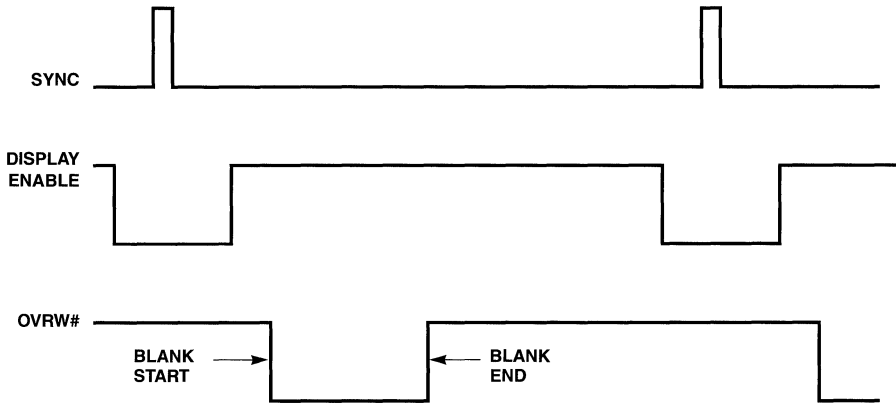 SYNC
DISPLAY
ENABLE
OVRW#
BLANK
START
BLANK
END